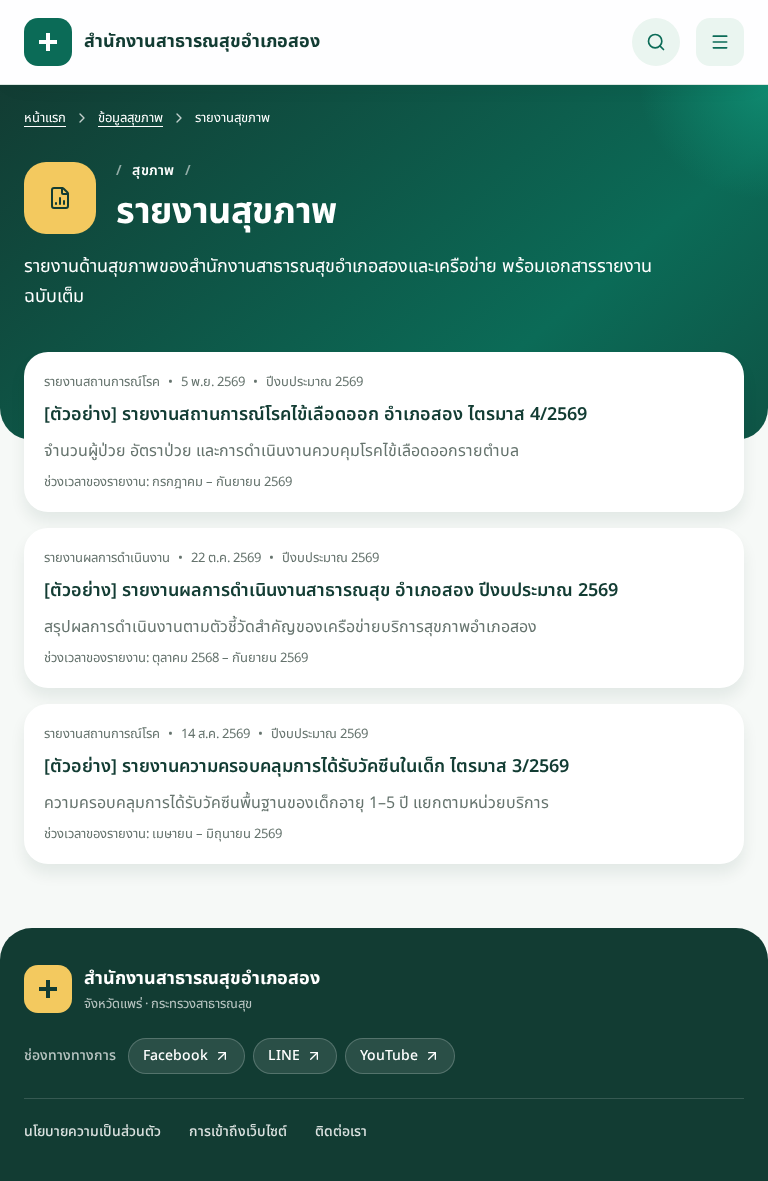 สำนักงานสาธารณสุขอำเภอสอง
หน้าแรก > ข้อมูลสุขภาพ > รายงานสุขภาพ
/ สุขภาพ /
รายงานสุขภาพ
รายงานด้านสุขภาพของสำนักงานสาธารณสุขอำเภอสองและเครือข่าย พร้อมเอกสารรายงาน
ฉบับเต็ม
รายงานสถานการณ์โรค • 5 พ.ย. 2569 • ปีงบประมาณ 2569
[ตัวอย่าง] รายงานสถานการณ์โรคไข้เลือดออก อำเภอสอง ไตรมาส 4/2569
จำนวนผู้ป่วย อัตราป่วย และการดำเนินงานควบคุมโรคไข้เลือดออกรายตำบล
ช่วงเวลาของรายงาน: กรกฎาคม – กันยายน 2569
รายงานผลการดำเนินงาน • 22 ต.ค. 2569 • ปีงบประมาณ 2569
[ตัวอย่าง] รายงานผลการดำเนินงานสาธารณสุข อำเภอสอง ปีงบประมาณ 2569
สรุปผลการดำเนินงานตามตัวชี้วัดสำคัญของเครือข่ายบริการสุขภาพอำเภอสอง
ช่วงเวลาของรายงาน: ตุลาคม 2568 – กันยายน 2569
รายงานสถานการณ์โรค • 14 ส.ค. 2569 • ปีงบประมาณ 2569
[ตัวอย่าง] รายงานความครอบคลุมการได้รับวัคซีนในเด็ก ไตรมาส 3/2569
ความครอบคลุมการได้รับวัคซีนพื้นฐานของเด็กอายุ 1–5 ปี แยกตามหน่วยบริการ
ช่วงเวลาของรายงาน: เมษายน – มิถุนายน 2569
สำนักงานสาธารณสุขอำเภอสอง
จังหวัดแพร่ · กระทรวงสาธารณสุข
ช่องทางทางการ Facebook LINE YouTube
นโยบายความเป็นส่วนตัว การเข้าถึงเว็บไซต์ ติดต่อเรา